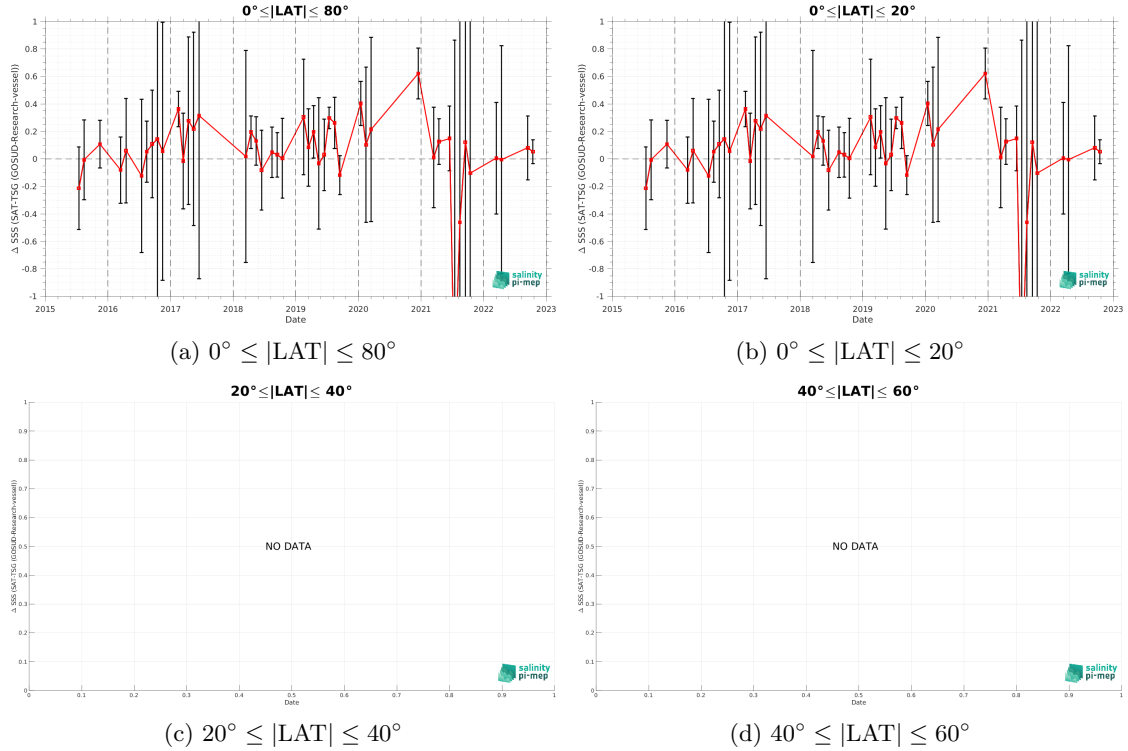 0°≤|LAT|≤ 80°
Δ SSS (SAT-TSG (GOSUD-Research-vessel))
1
0.8
0.6
0.4
0.2
0
-0.2
-0.4
-0.6
-0.8
-1
2015 2016 2017 2018 2019 2020 2021 2022 2023
Date
salinity
pi-mep
(a) 0° ≤ |LAT| ≤ 80°
0°≤|LAT|≤ 20°
Δ SSS (SAT-TSG (GOSUD-Research-vessel))
1
0.8
0.6
0.4
0.2
0
-0.2
-0.4
-0.6
-0.8
-1
2015 2016 2017 2018 2019 2020 2021 2022 2023
Date
salinity
pi-mep
(b) 0° ≤ |LAT| ≤ 20°
20°≤|LAT|≤ 40°
Δ SSS (SAT-TSG (GOSUD-Research-vessel))
1
0.9
0.8
0.7
0.6
0.5
0.4
0.3
0.2
0.1
0
NO DATA
0 0.1 0.2 0.3 0.4 0.5 0.6 0.7 0.8 0.9 1
Date
salinity
pi-mep
(c) 20° ≤ |LAT| ≤ 40°
40°≤|LAT|≤ 60°
Δ SSS (SAT-TSG (GOSUD-Research-vessel))
1
0.9
0.8
0.7
0.6
0.5
0.4
0.3
0.2
0.1
0
NO DATA
0 0.1 0.2 0.3 0.4 0.5 0.6 0.7 0.8 0.9 1
Date
salinity
pi-mep
(d) 40° ≤ |LAT| ≤ 60°